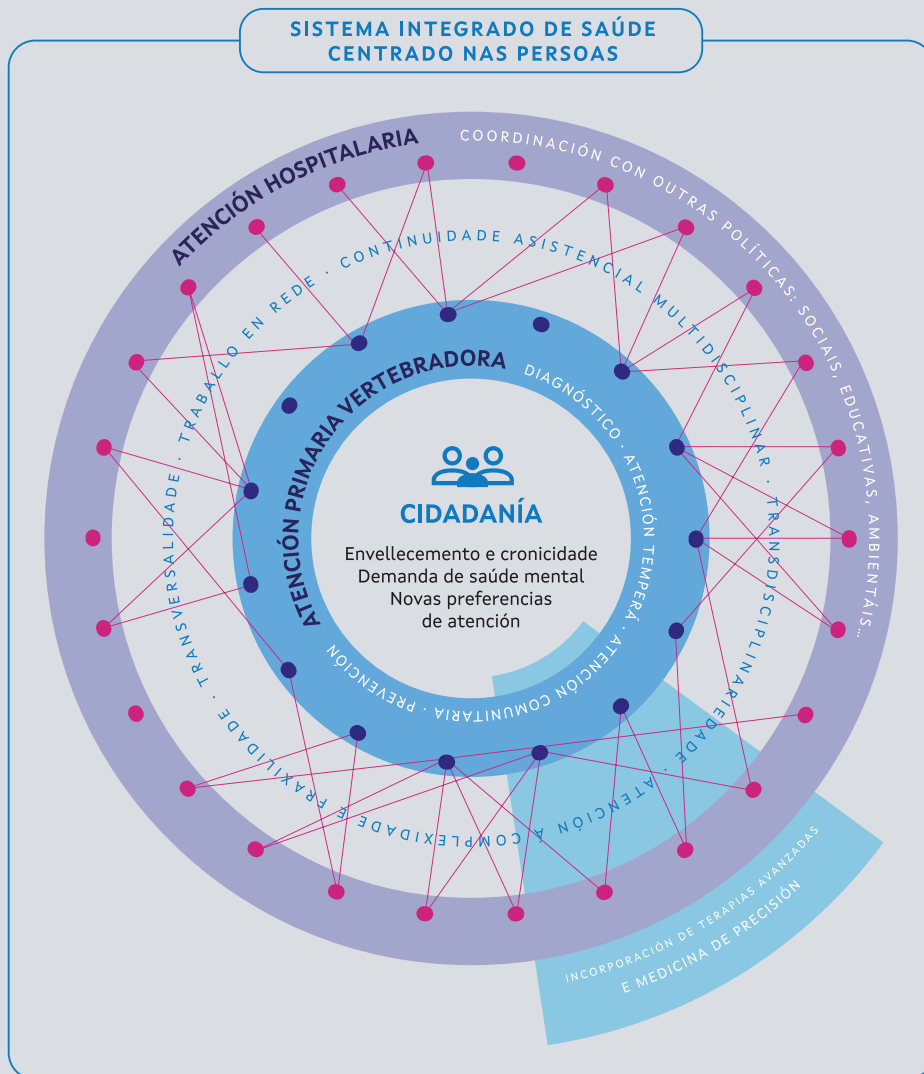 SISTEMA INTEGRADO DE SAÚDE
CENTRADO NAS PERSOAS
ATENCIÓN HOSPITALARIA
COORDINACIÓN CON OUTRAS POLÍTICAS: SOCIAIS, EDUCATIVAS, AMBIENTÁIS...
TRANSVERSALIDADE · TRABALLO EN REDE · CONTINUIDADE ASISTENCIAL MULTIDISCIPLINAR · TRANSDISCIPLINARIEDADE · ATENCIÓN Á COMPLEXIDADE E FRAXILIDADE ·
ATENCIÓN PRIMARIA VERTEBRADORA
DIAGNÓSTICO · ATENCIÓN TEMPERÁ · ATENCIÓN COMUNITARIA · PREVENCIÓN
CIDADANÍA
Envellecemento e cronicidade
Demanda de saúde mental
Novas preferencias
de atención
INCORPORACIÓN DE TERAPIAS AVANZADAS
E MEDICINA DE PRECISIÓN